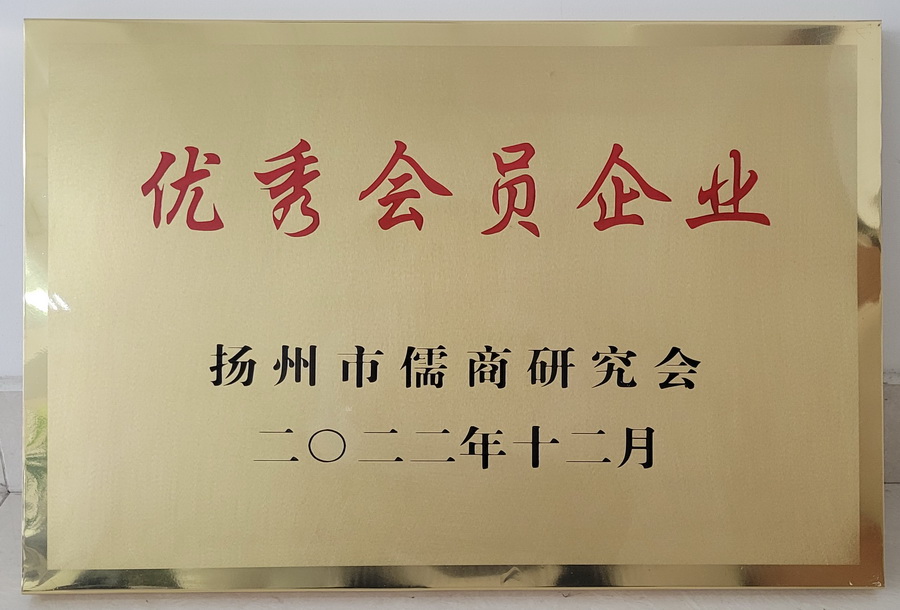 优秀会员企业
扬州市儒商研究会
二〇二二年十二月